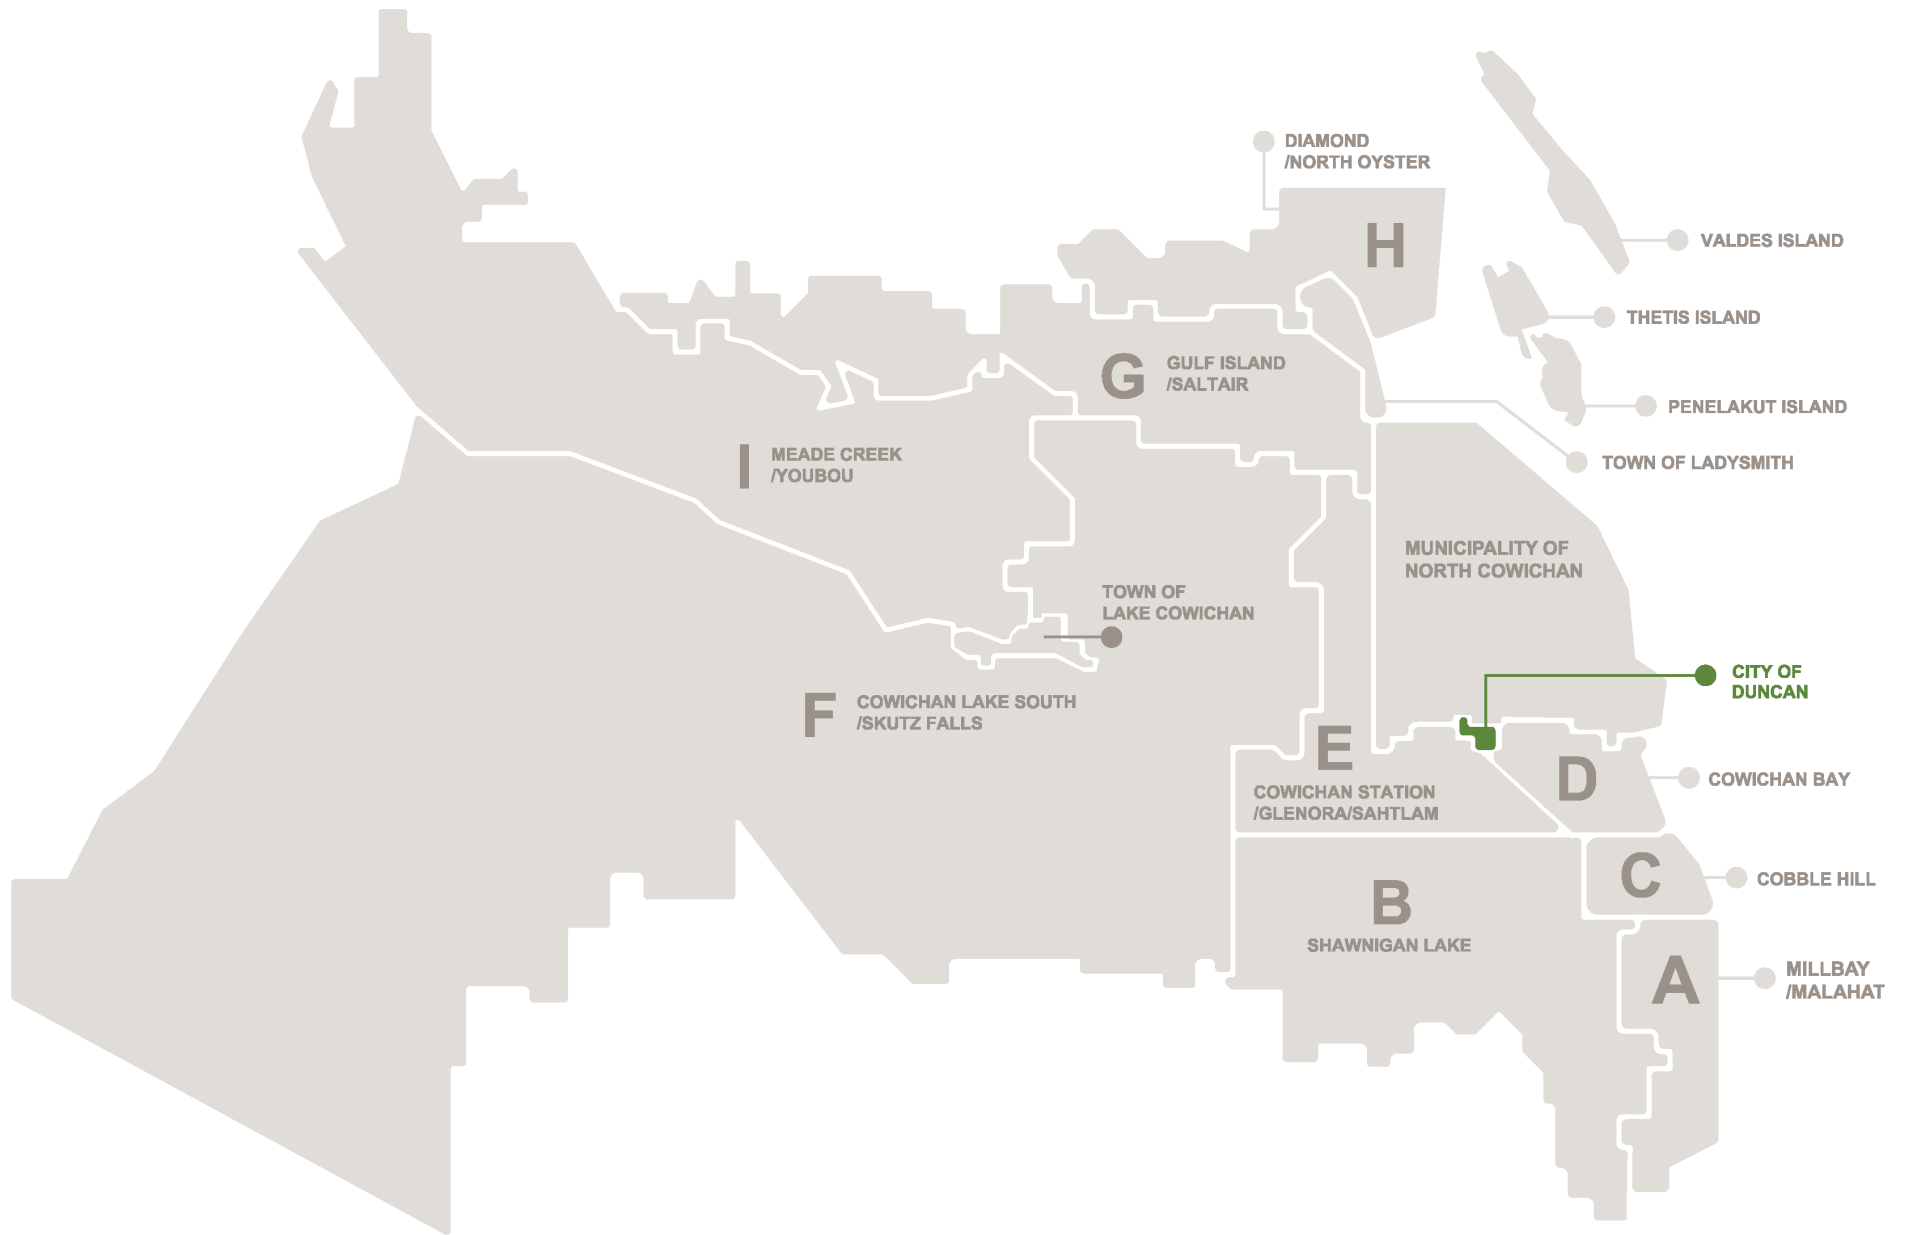 DIAMOND
/NORTH OYSTER
H
VALDES ISLAND
THETIS ISLAND
G
GULF ISLAND
/SALTAIR
PENELAKUT ISLAND
I
MEADE CREEK
/YOUBOU
TOWN OF LADYSMITH
MUNICIPALITY OF
NORTH COWICHAN
TOWN OF
LAKE COWICHAN
CITY OF
DUNCAN
F
COWICHAN LAKE SOUTH
/SKUTZ FALLS
E
COWICHAN STATION
/GLENORA/SAHTLAM
D
COWICHAN BAY
C
COBBLE HILL
B
SHAWNIGAN LAKE
A
MILLBAY
/MALAHAT